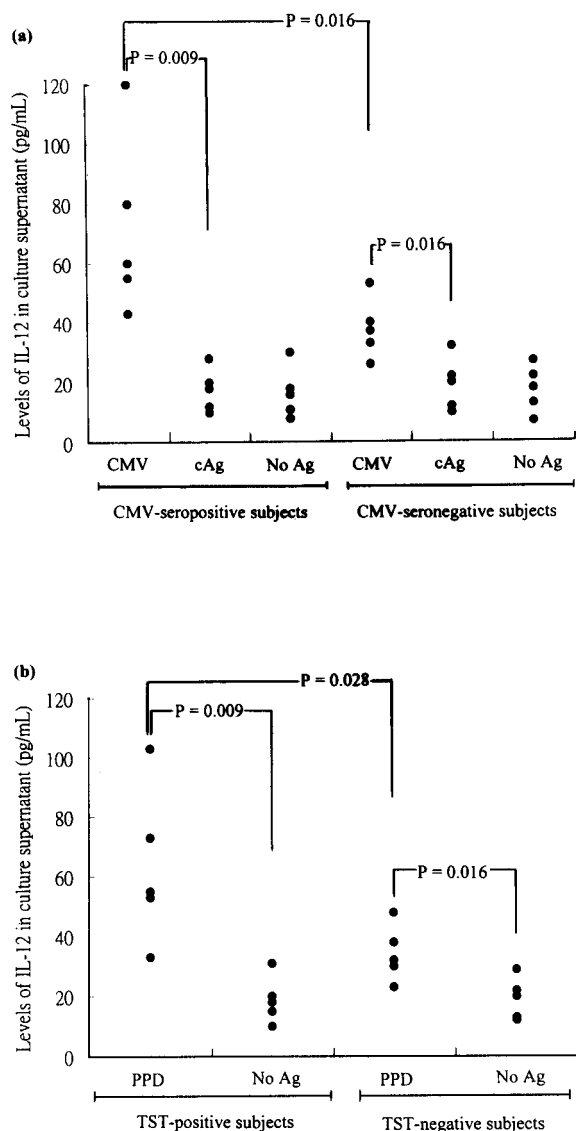 (a)
P = 0.016
P = 0.009
120
100
80
60
40
20
0
Levels of IL-12 in culture supernatant (pg/mL)
P = 0.016
CMV cAg No Ag CMV cAg No Ag
CMV-seropositive subjects CMV-seronegative subjects
(b)
P = 0.028
P = 0.009
120
100
80
60
40
20
0
Levels of IL-12 in culture supernatant (pg/mL)
P = 0.016
PPD No Ag PPD No Ag
TST-positive subjects TST-negative subjects